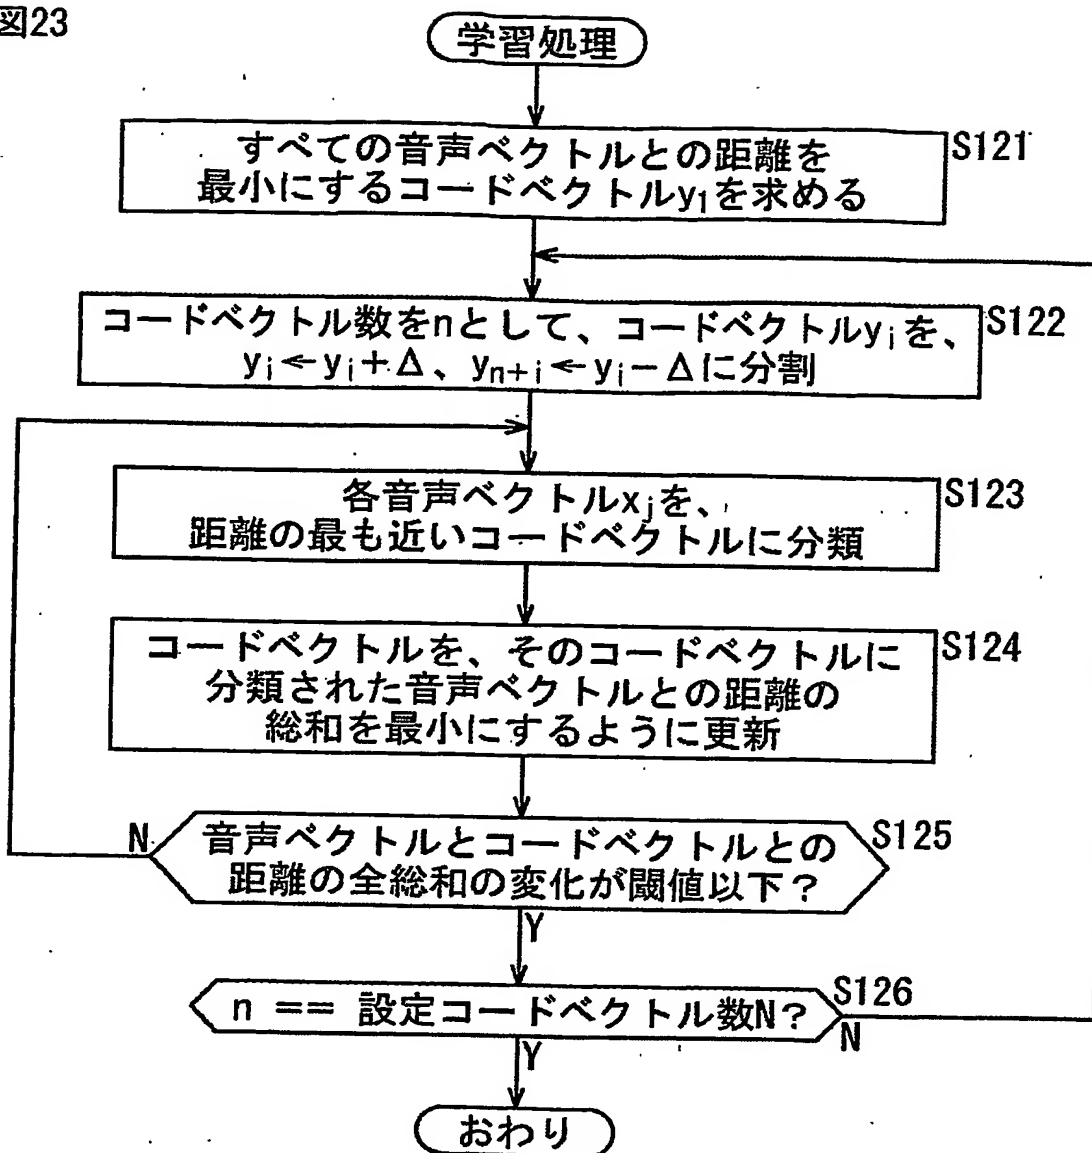 図23
学習処理
すべての音声ベクトルとの距離を
最小にするコードベクトルy1を求める
S121
コードベクトル数をnとして、コードベクトルyiを、
yi←yi+Δ、yn+i←yi−Δに分割
S122
各音声ベクトルxjを、
距離の最も近いコードベクトルに分類
S123
コードベクトルを、そのコードベクトルに
分類された音声ベクトルとの距離の
総和を最小にするように更新
S124
音声ベクトルとコードベクトルとの
距離の全総和の変化が閾値以下？
S125
N
Y
n == 設定コードベクトル数N？
S126
N
Y
おわり